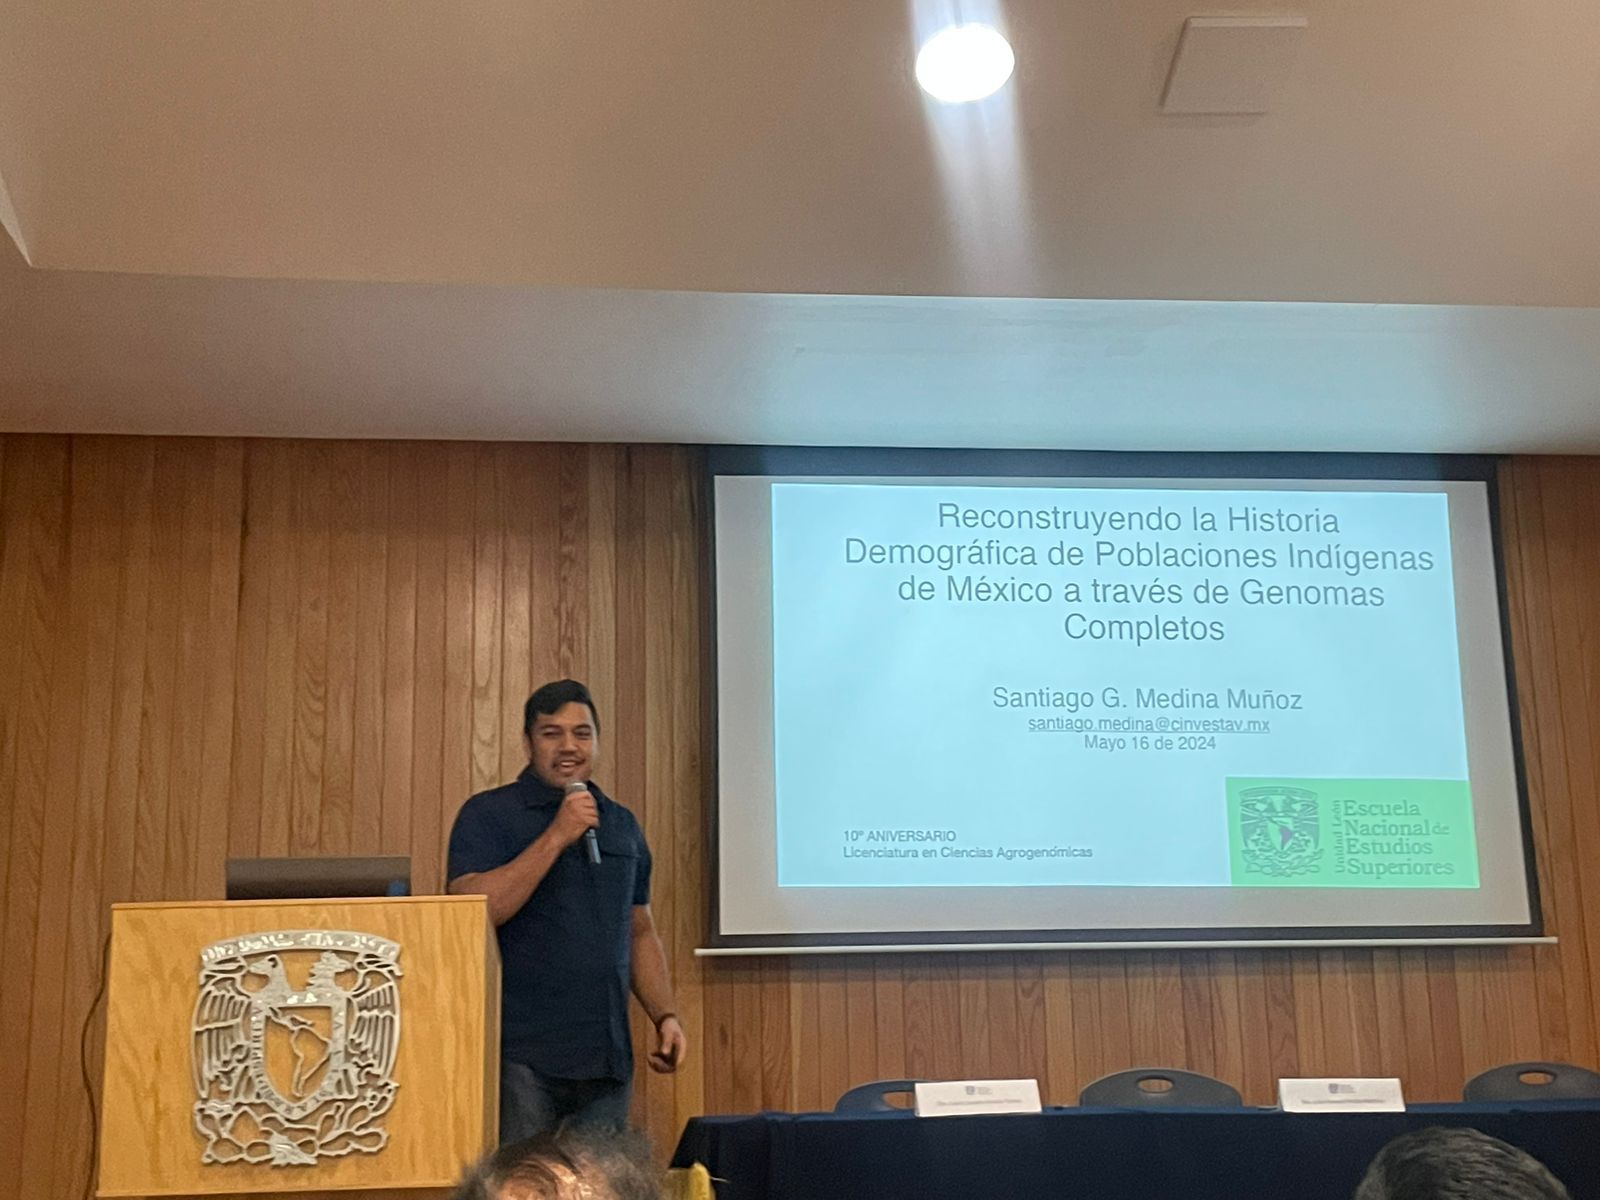 Reconstruyendo la Historia
Demográfica de Poblaciones Indígenas
de México a través de Genomas
Completos
Santiago G. Medina Muñoz
santiago.medina@cinvestav.mx
Mayo 16 de 2024
10º ANIVERSARIO
Licenciatura en Ciencias Agrogenómicas
Unidad León
Escuela
Nacional de
Estudios
Superiores